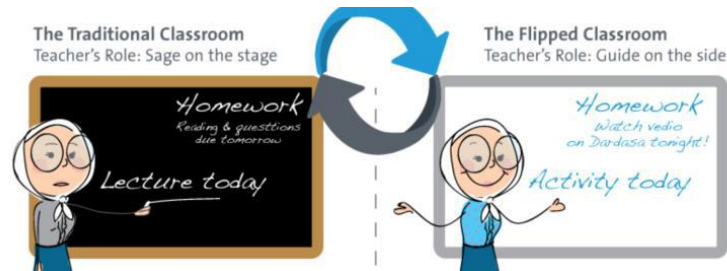 The Traditional Classroom
Teacher's Role: Sage on the stage
Homework
Reading & questtions
due tomorrow
Lecture today
The Flipped Classroom
Teacher's Role: Guide on the side
Homework
Watch vedio
on Dardasa tonight!
Activity today